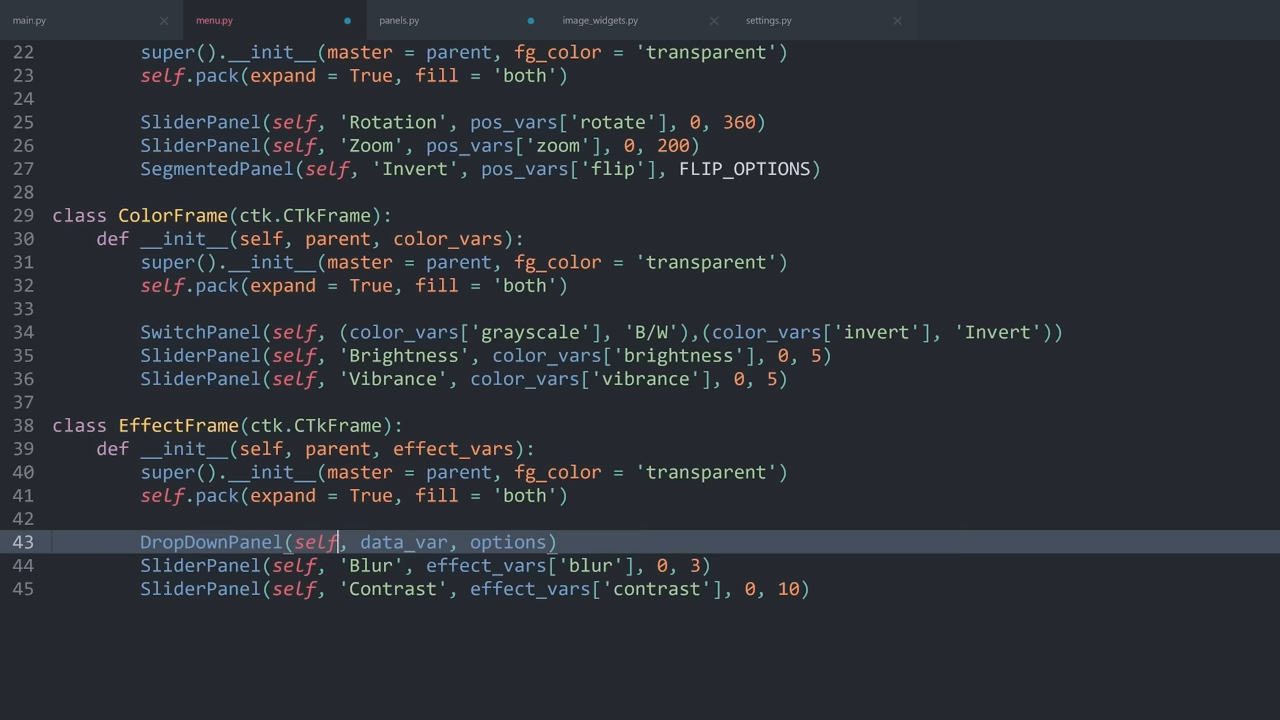 main.py menu.py panels.py image_widgets.py settings.py
22 super().__init__(master = parent, fg_color = 'transparent')
23 self.pack(expand = True, fill = 'both')
24
25 SliderPanel(self, 'Rotation', pos_vars['rotate'], 0, 360)
26 SliderPanel(self, 'Zoom', pos_vars['zoom'], 0, 200)
27 SegmentedPanel(self, 'Invert', pos_vars['flip'], FLIP_OPTIONS)
28
29 class ColorFrame(ctk.CTkFrame):
30 def __init__(self, parent, color_vars):
31 super().__init__(master = parent, fg_color = 'transparent')
32 self.pack(expand = True, fill = 'both')
33
34 SwitchPanel(self, (color_vars['grayscale'], 'B/W'),(color_vars['invert'], 'Invert'))
35 SliderPanel(self, 'Brightness', color_vars['brightness'], 0, 5)
36 SliderPanel(self, 'Vibrance', color_vars['vibrance'], 0, 5)
37
38 class EffectFrame(ctk.CTkFrame):
39 def __init__(self, parent, effect_vars):
40 super().__init__(master = parent, fg_color = 'transparent')
41 self.pack(expand = True, fill = 'both')
42
43 DropDownPanel(self, data_var, options)
44 SliderPanel(self, 'Blur', effect_vars['blur'], 0, 3)
45 SliderPanel(self, 'Contrast', effect_vars['contrast'], 0, 10)